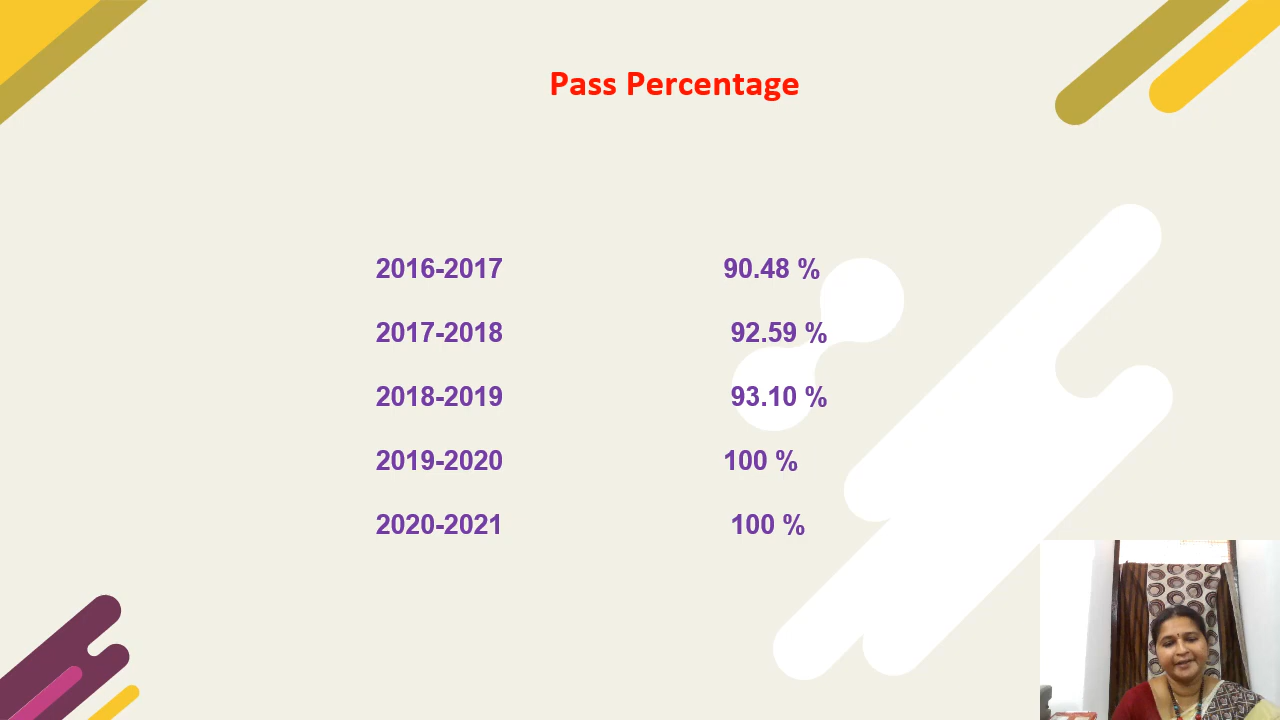 Pass Percentage
2016-2017 90.48 %
2017-2018 92.59 %
2018-2019 93.10 %
2019-2020 100 %
2020-2021 100 %